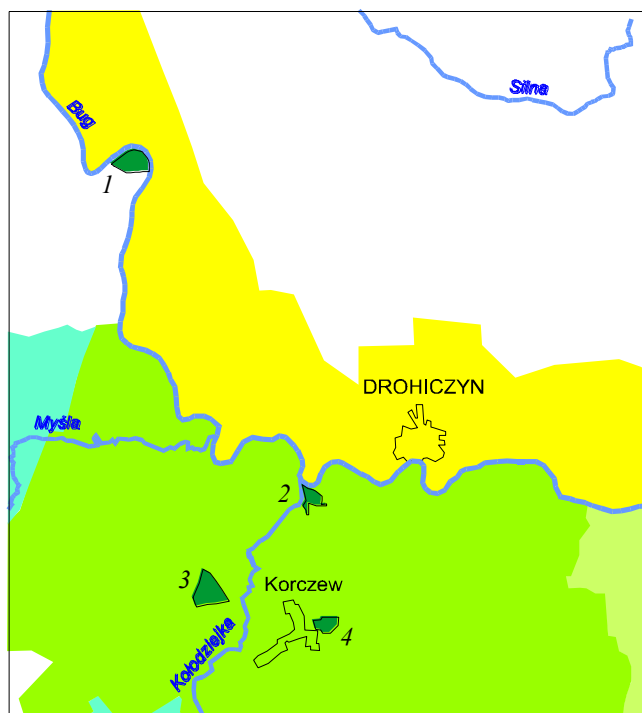 Silna
Bug
1
DROHICZYN
Myśla
2
3
Korczew
4
Kołodziejka